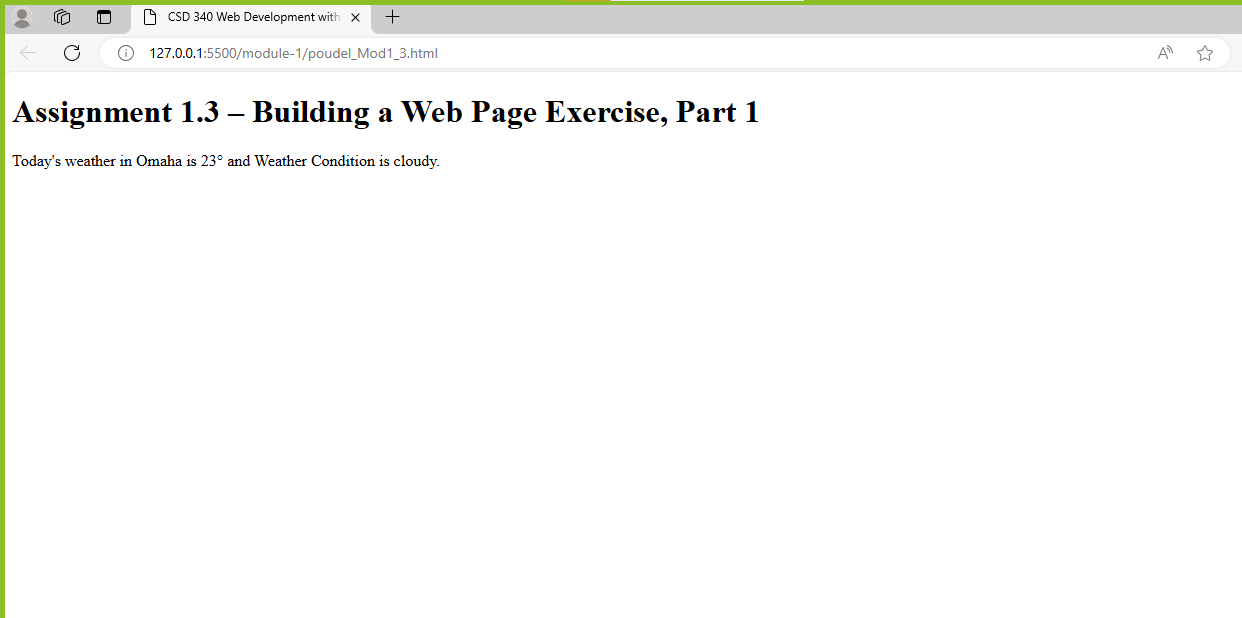 CSD 340 Web Development with
127.0.0.1:5500/module-1/poudel_Mod1_3.html
Assignment 1.3 – Building a Web Page Exercise, Part 1
Today's weather in Omaha is 23° and Weather Condition is cloudy.